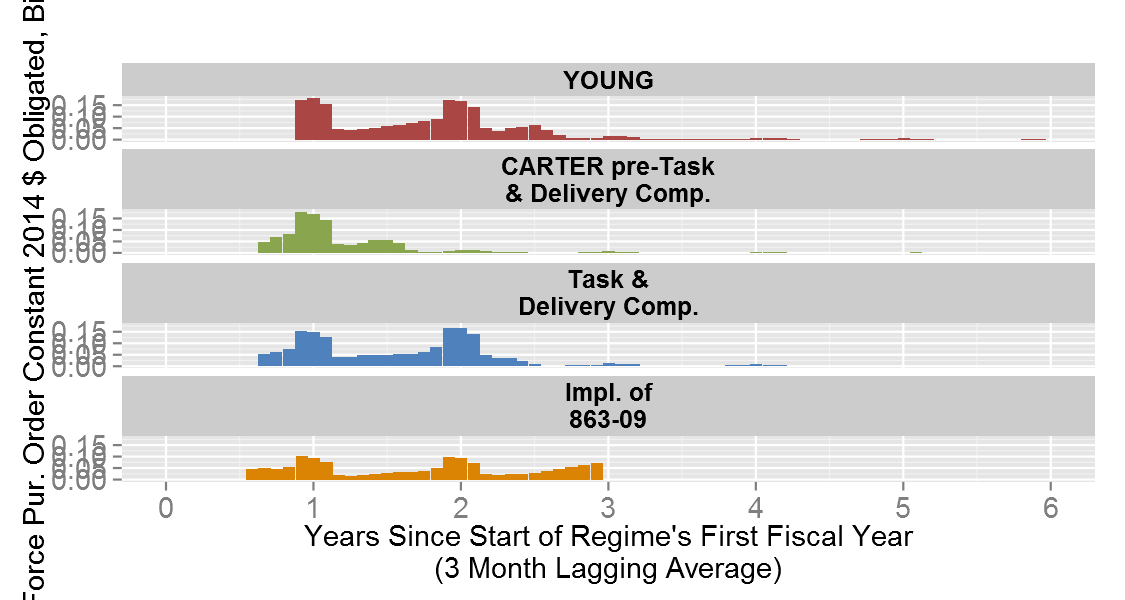 Force Pur. Order Constant 2014 $ Obligated, Bi
YOUNG
0.15
0.00
CARTER pre-Task
& Delivery Comp.
0.15
0.00
Task &
Delivery Comp.
0.15
0.00
Impl. of
863-09
0.15
0.00
0 1 2 3 4 5 6
Years Since Start of Regime's First Fiscal Year
(3 Month Lagging Average)